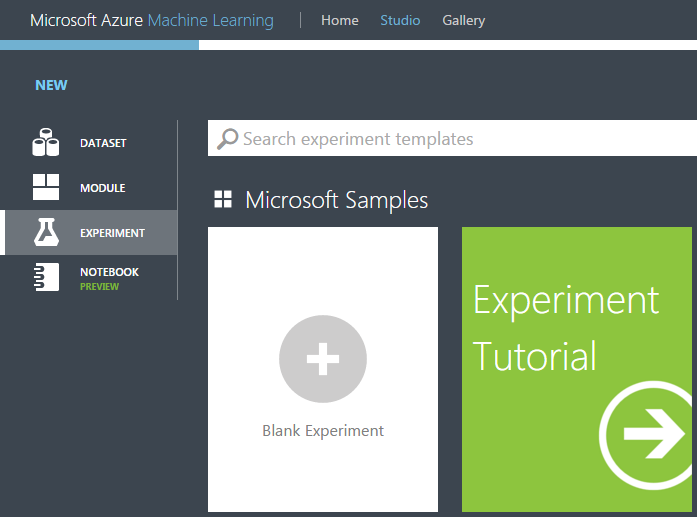 Microsoft Azure Machine Learning | Home Studio Gallery
NEW
DATASET
MODULE
EXPERIMENT
NOTEBOOK
PREVIEW
Search experiment templates
Microsoft Samples
Blank Experiment
Experiment
Tutorial